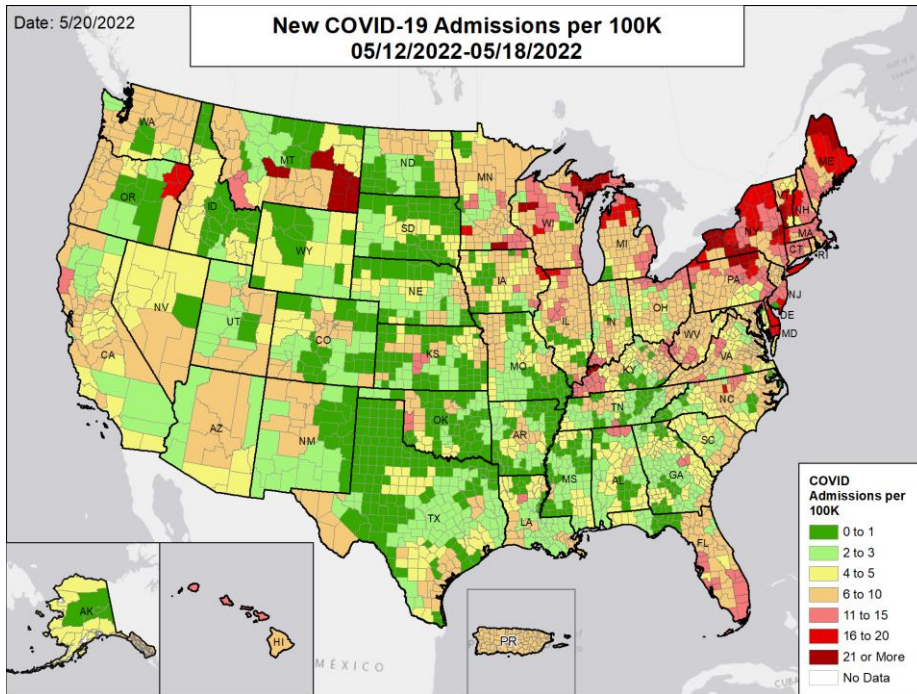 Date: 5/20/2022
New COVID-19 Admissions per 100K
05/12/2022-05/18/2022
WA
MT
ND
MN
ME
OR
ID
SD
WI
VT
NH
WY
MI
NY
MA
CT
RI
NE
IA
PA
NV
UT
IL
IN
OH
NJ
DE
CO
MD
CA
KS
MO
WV
VA
KY
AZ
NM
OK
TN
NC
AR
SC
MS
AL
GA
TX
LA
FL
AK
HI
PR
MÉXICO
CUBA
COVID
Admissions per
100K
0 to 1
2 to 3
4 to 5
6 to 10
11 to 15
16 to 20
21 or More
No Data